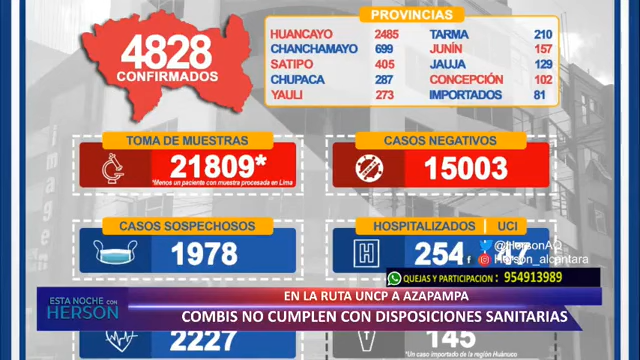 PROVINCIAS
4828
CONFIRMADOS
HUANCAYO 2485 TARMA 210
CHANCHAMAYO 699 JUNÍN 157
SATIPO 405 JAUJA 129
CHUPACA 287 CONCEPCIÓN 102
YAULI 273 IMPORTADOS 81
TOMA DE MUESTRAS
21809*
*Menos un paciente con muestra procesada en Lima
CASOS NEGATIVOS
15003
CASOS SOSPECHOSOS
1978
HOSPITALIZADOS UCI
254
@HersonAQ
Herson_alcantara
QUEJAS Y PARTICIPACION : 954913989
ESTA NOCHE CON
HERSON
EN LA RUTA UNCP A AZAPAMPA
COMBIS NO CUMPLEN CON DISPOSICIONES SANITARIAS
2227
145
*Un caso importado de la región Huánuco